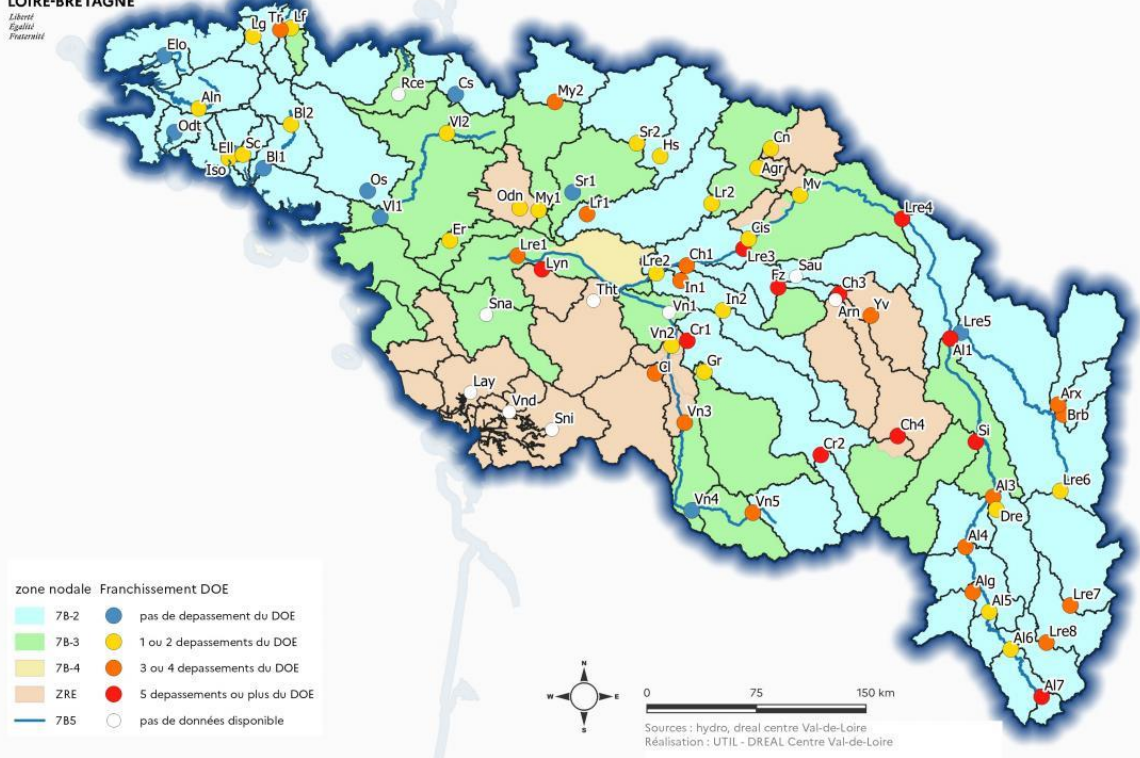 LOIRE-BRETAGNE
Liberté
Égalité
Fraternité
Elo
Lg
Tr
Lf
Aln
Odt
Bl2
Ell
Sc
Iso
Bl1
Rce
Cs
Vl2
My2
Os
Vl1
Sr2
Hs
Sr1
Lr1
Odn
My1
Er
Lr2
Cn
Agr
Mv
Cis
Lre4
Lre1
Lyn
Lre2
Ch1
Lre3
In1
Sau
Fz
Ch3
Arn
Yv
Tht
Sna
Vn1
In2
Vn2
Cr1
Lre5
Al1
Cl
Gr
Lay
Vnd
Sni
Vn3
Arx
Brb
Ch4
Si
Cr2
Lre6
Al3
Dre
Vn4
Vn5
Al4
Alg
Al5
Lre7
Al6
Lre8
Al7
zone nodale Franchissement DOE
7B-2 pas de depassement du DOE
7B-3 1 ou 2 depassements du DOE
7B-4 3 ou 4 depassements du DOE
ZRE 5 depassements ou plus du DOE
7B5 pas de données disponible
N
W E
S
0 75 150 km
Sources : hydro, dreal centre Val-de-Loire
Réalisation : UTIL - DREAL Centre Val-de-Loire